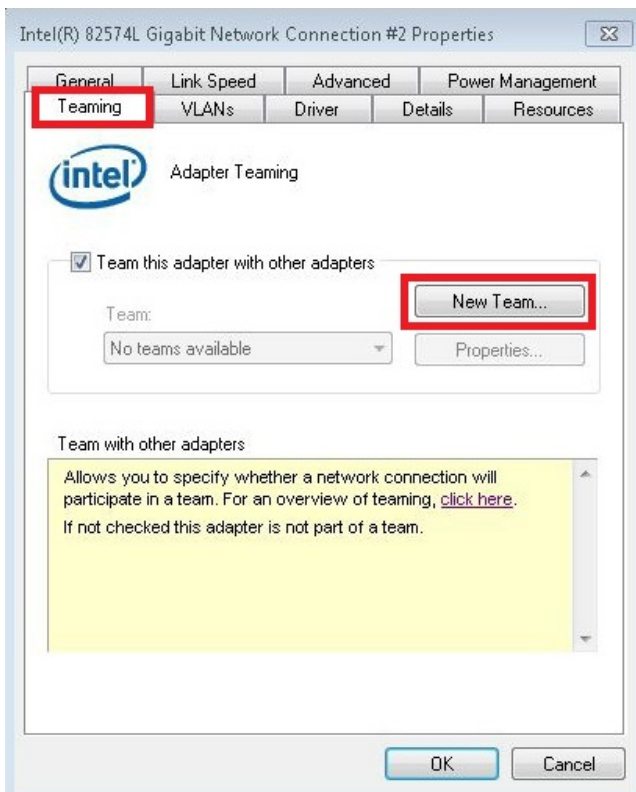 Intel(R) 82574L Gigabit Network Connection #2 Properties
General Link Speed Advanced Power Management
Teaming VLANs Driver Details Resources
intel Adapter Teaming
Team this adapter with other adapters
New Team...
Team:
No teams available Properties...
Team with other adapters
Allows you to specify whether a network connection will
participate in a team. For an overview of teaming, click here.
If not checked this adapter is not part of a team.
OK Cancel